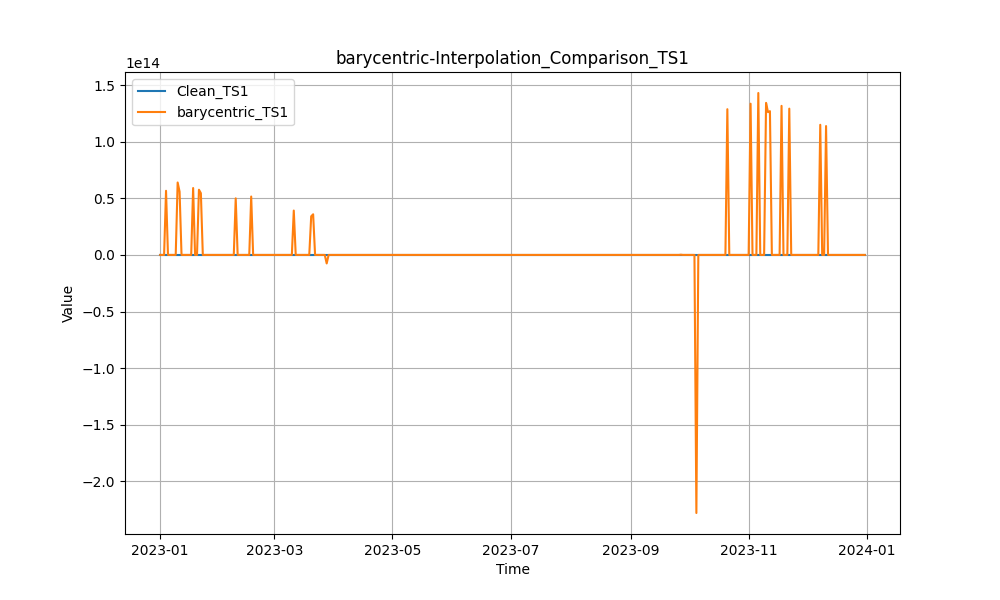 barycentric-Interpolation_Comparison_TS1
1e14
Clean_TS1
barycentric_TS1
1.5
1.0
0.5
0.0
−0.5
−1.0
−1.5
−2.0
Value
2023-01 2023-03 2023-05 2023-07 2023-09 2023-11 2024-01
Time